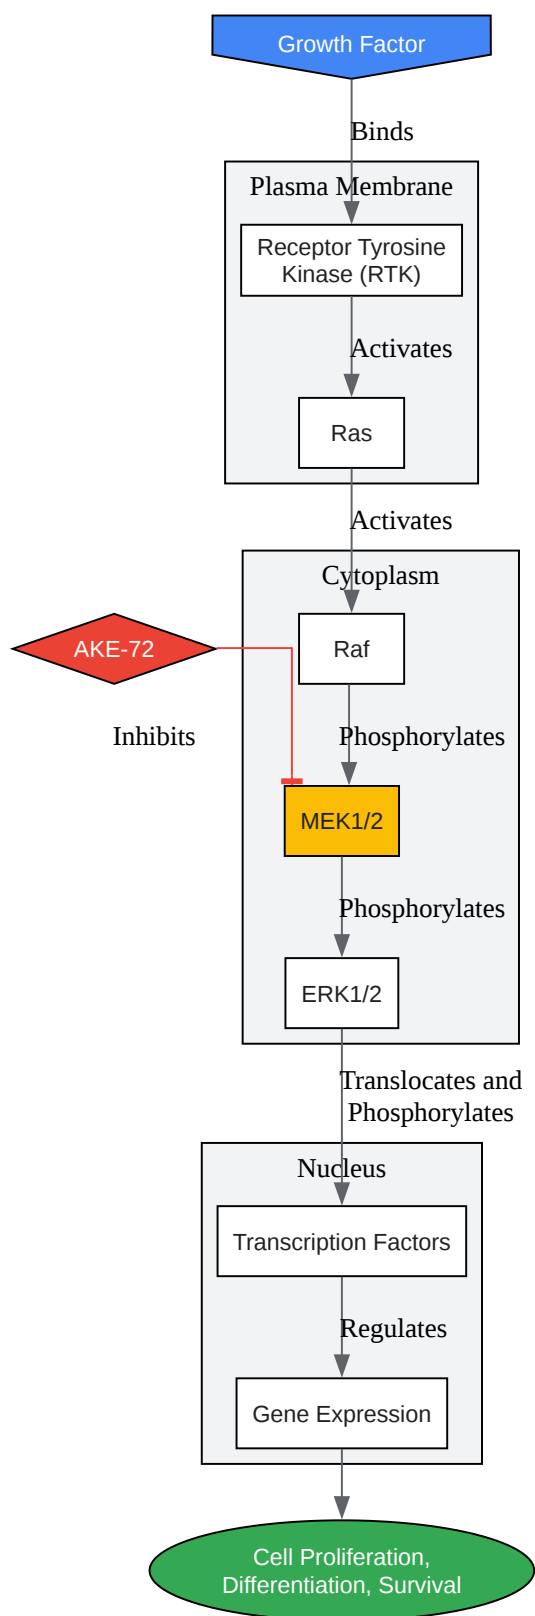 Growth Factor
Binds
Plasma Membrane
Receptor Tyrosine
Kinase (RTK)
Activates
Ras
Activates
Cytoplasm
AKE-72
Raf
Inhibits
Phosphorylates
MEK1/2
Phosphorylates
ERK1/2
Translocates and
Phosphorylates
Nucleus
Transcription Factors
Regulates
Gene Expression
Cell Proliferation,
Differentiation, Survival